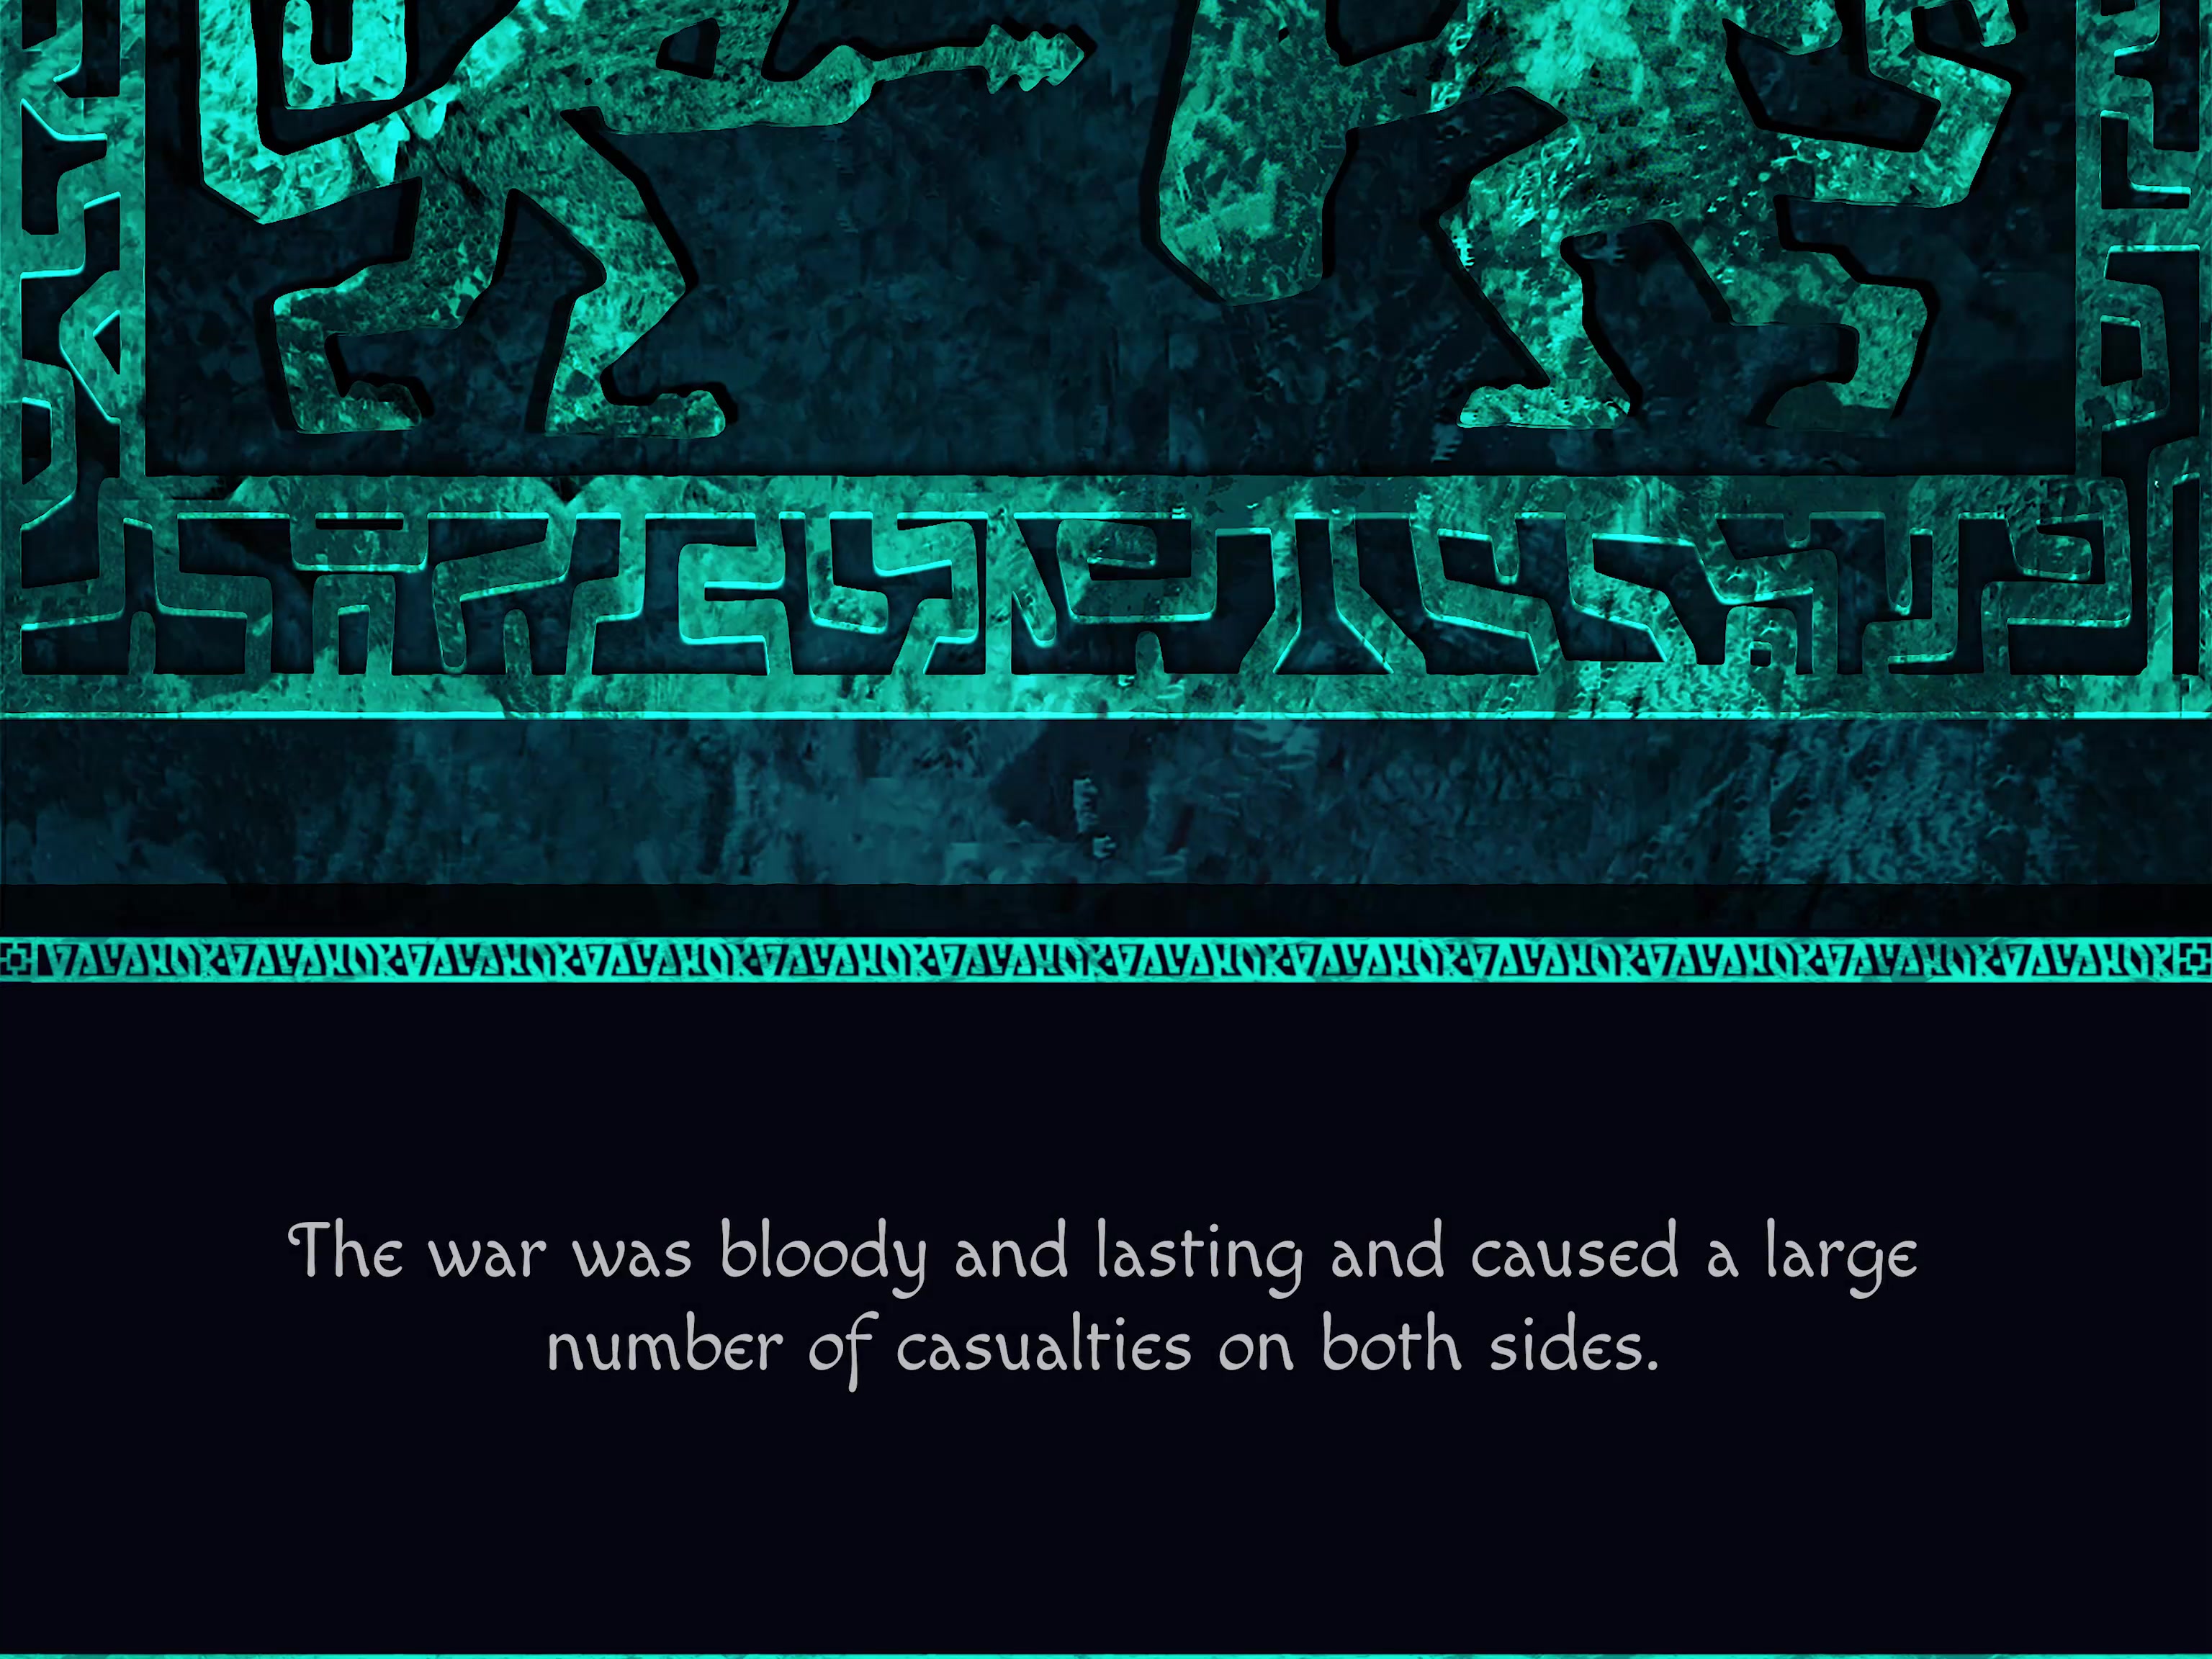 The war was bloody and lasting and caused a large
number of casualties on both sides.